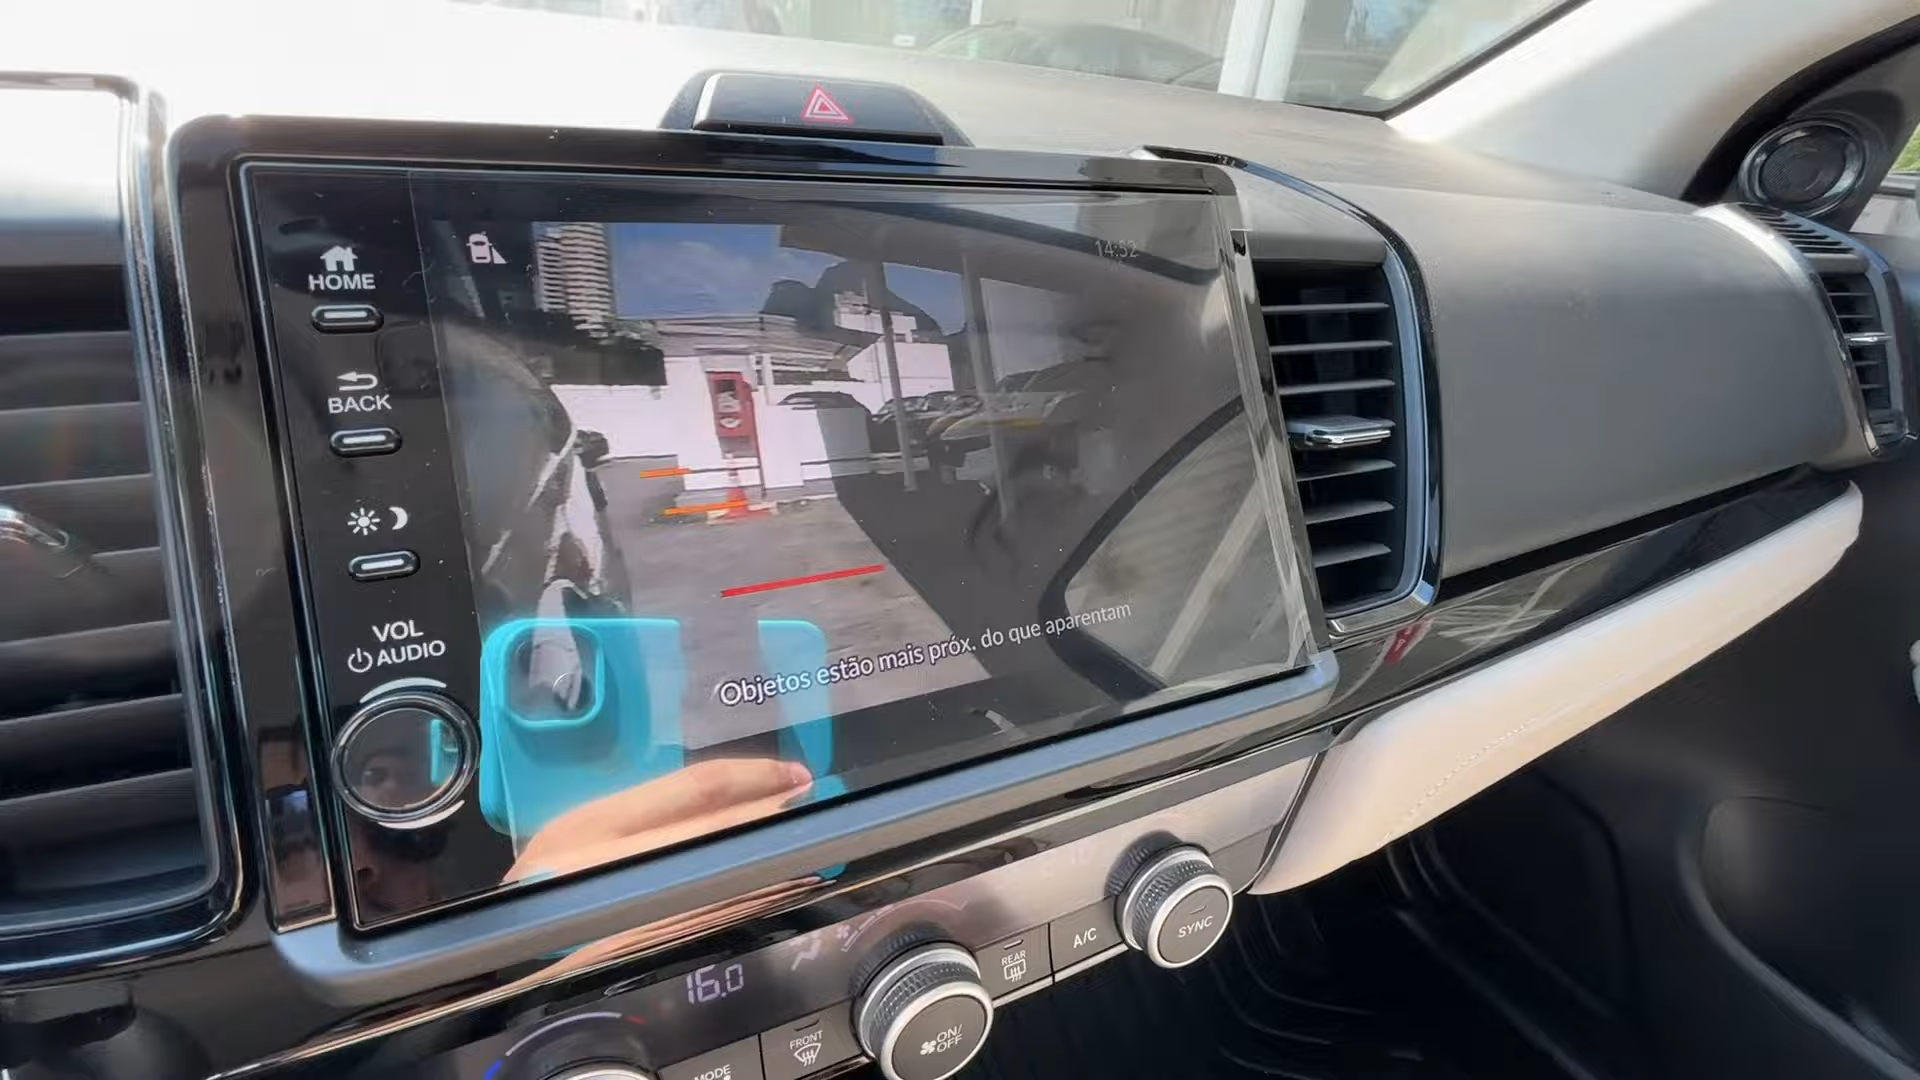 14:52
HOME
BACK
VOL
AUDIO
Objetos estão mais próx. do que aparentam
16.0
MODE
FRONT
ON/
OFF
REAR
A/C
SYNC